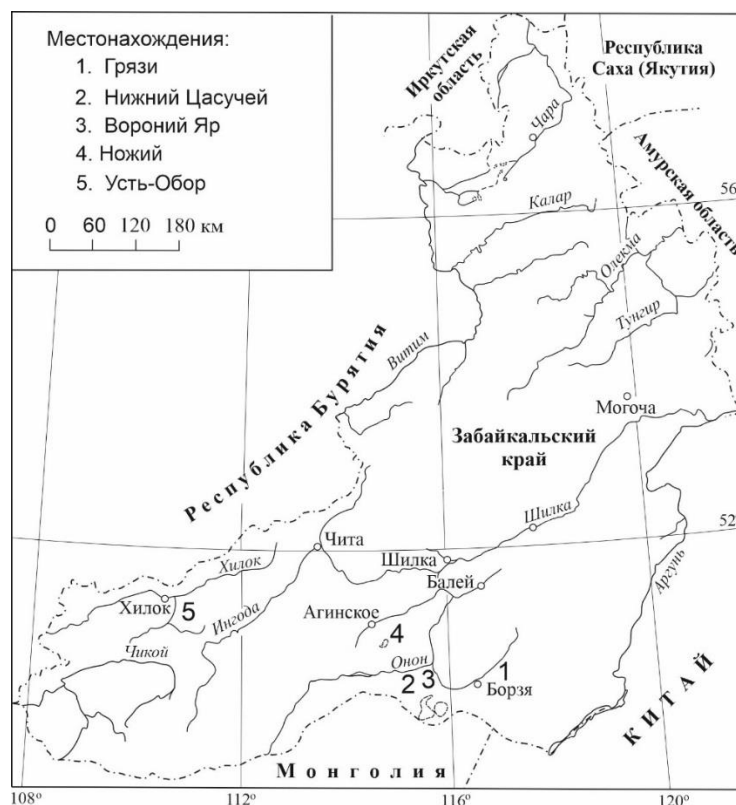 Местонахождения:
1. Грязи
2. Нижний Цасучей
3. Вороний Яр
4. Ножий
5. Усть-Обор
0 60 120 180 км
Иркутская
область
Республика
Саха (Якутия)
Чара
Амурская область
56
Калар
Олекма
Тунгир
Витим
Республика Бурятия
Могоча
Забайкальский
край
Шилка
52
Чита
Шилка
Хилок
Балей
Аргунь
Хилок
5
Ингода
Агинское
4
Чикой
Онон
2
3
1
Борзя
КИТАЙ
Монголия
108°
112°
116°
120°